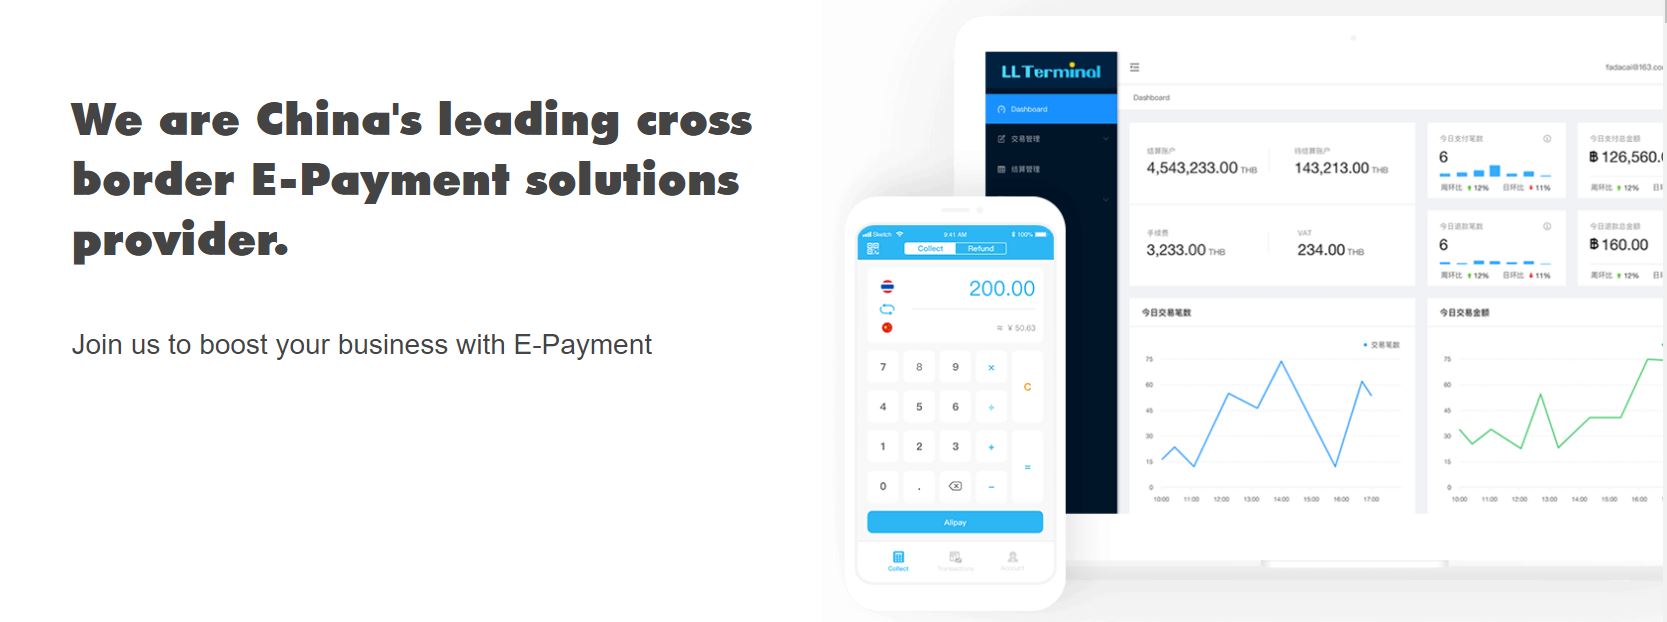 We are China's leading cross
border E-Payment solutions
provider.
Join us to boost your business with E-Payment
LLTerminal
fadacai@163.co
Dashboard
Dashboard
交易管理
结算管理
结算账户
4,543,233.00 THB
待结算账户
143,213.00 THB
手续费
3,233.00 THB
VAT
234.00 THB
今日支付笔数
6
周环比 12% 日环比 11%
今日支付总金额
฿ 126,560.
周环比 12% 日
今日退款笔数
6
周环比 12% 日环比 11%
今日退款总金额
฿ 160.00
周环比 12% 日
今日交易笔数
交易笔数
75
60
45
30
15
0
10:00 11:00 12:00 13:00 14:00 15:00 16:00 17:00
今日交易金额
75
60
45
30
15
0
10:00 11:00 12:00 13:00 14:00 15:00 16:00
Sketch 9:41 AM 100%
Collect Refund
200.00
≈ ¥ 50.63
7 8 9 ×
C
4 5 6 ÷
1 2 3 +
=
0 . −
Alipay
Collect Transactions Account